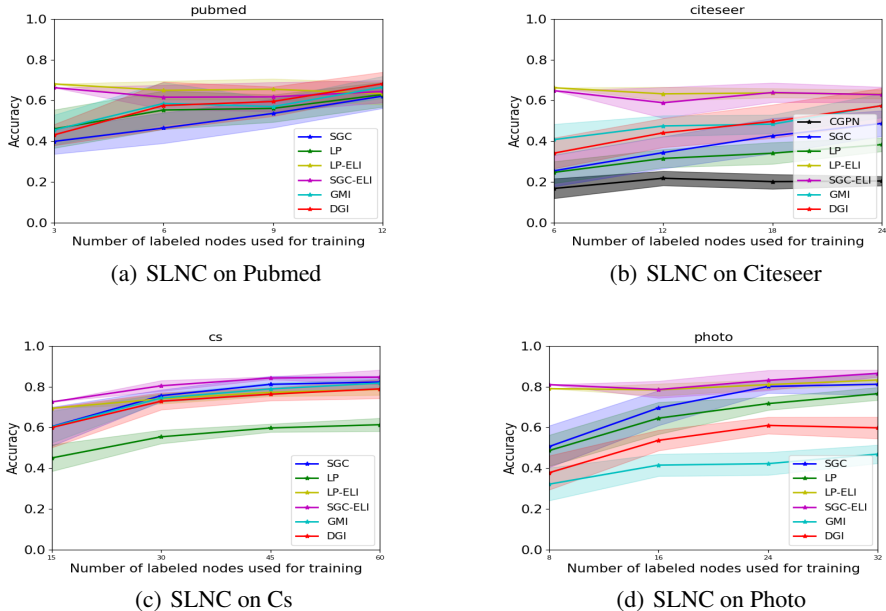 pubmed
1.0
0.8
0.6
0.4
0.2
0.0
Accuracy
3 6 9 12
Number of labeled nodes used for training
SGC
LP
LP-ELI
SGC-ELI
GMI
DGI
(a) SLNC on Pubmed
citeseer
1.0
0.8
0.6
0.4
0.2
0.0
Accuracy
6 12 18 24
Number of labeled nodes used for training
CGPN
SGC
LP
LP-ELI
SGC-ELI
GMI
DGI
(b) SLNC on Citeseer
cs
1.0
0.8
0.6
0.4
0.2
0.0
Accuracy
15 30 45 60
Number of labeled nodes used for training
SGC
LP
LP-ELI
SGC-ELI
GMI
DGI
(c) SLNC on Cs
photo
1.0
0.8
0.6
0.4
0.2
0.0
Accuracy
8 16 24 32
Number of labeled nodes used for training
SGC
LP
LP-ELI
SGC-ELI
GMI
DGI
(d) SLNC on Photo